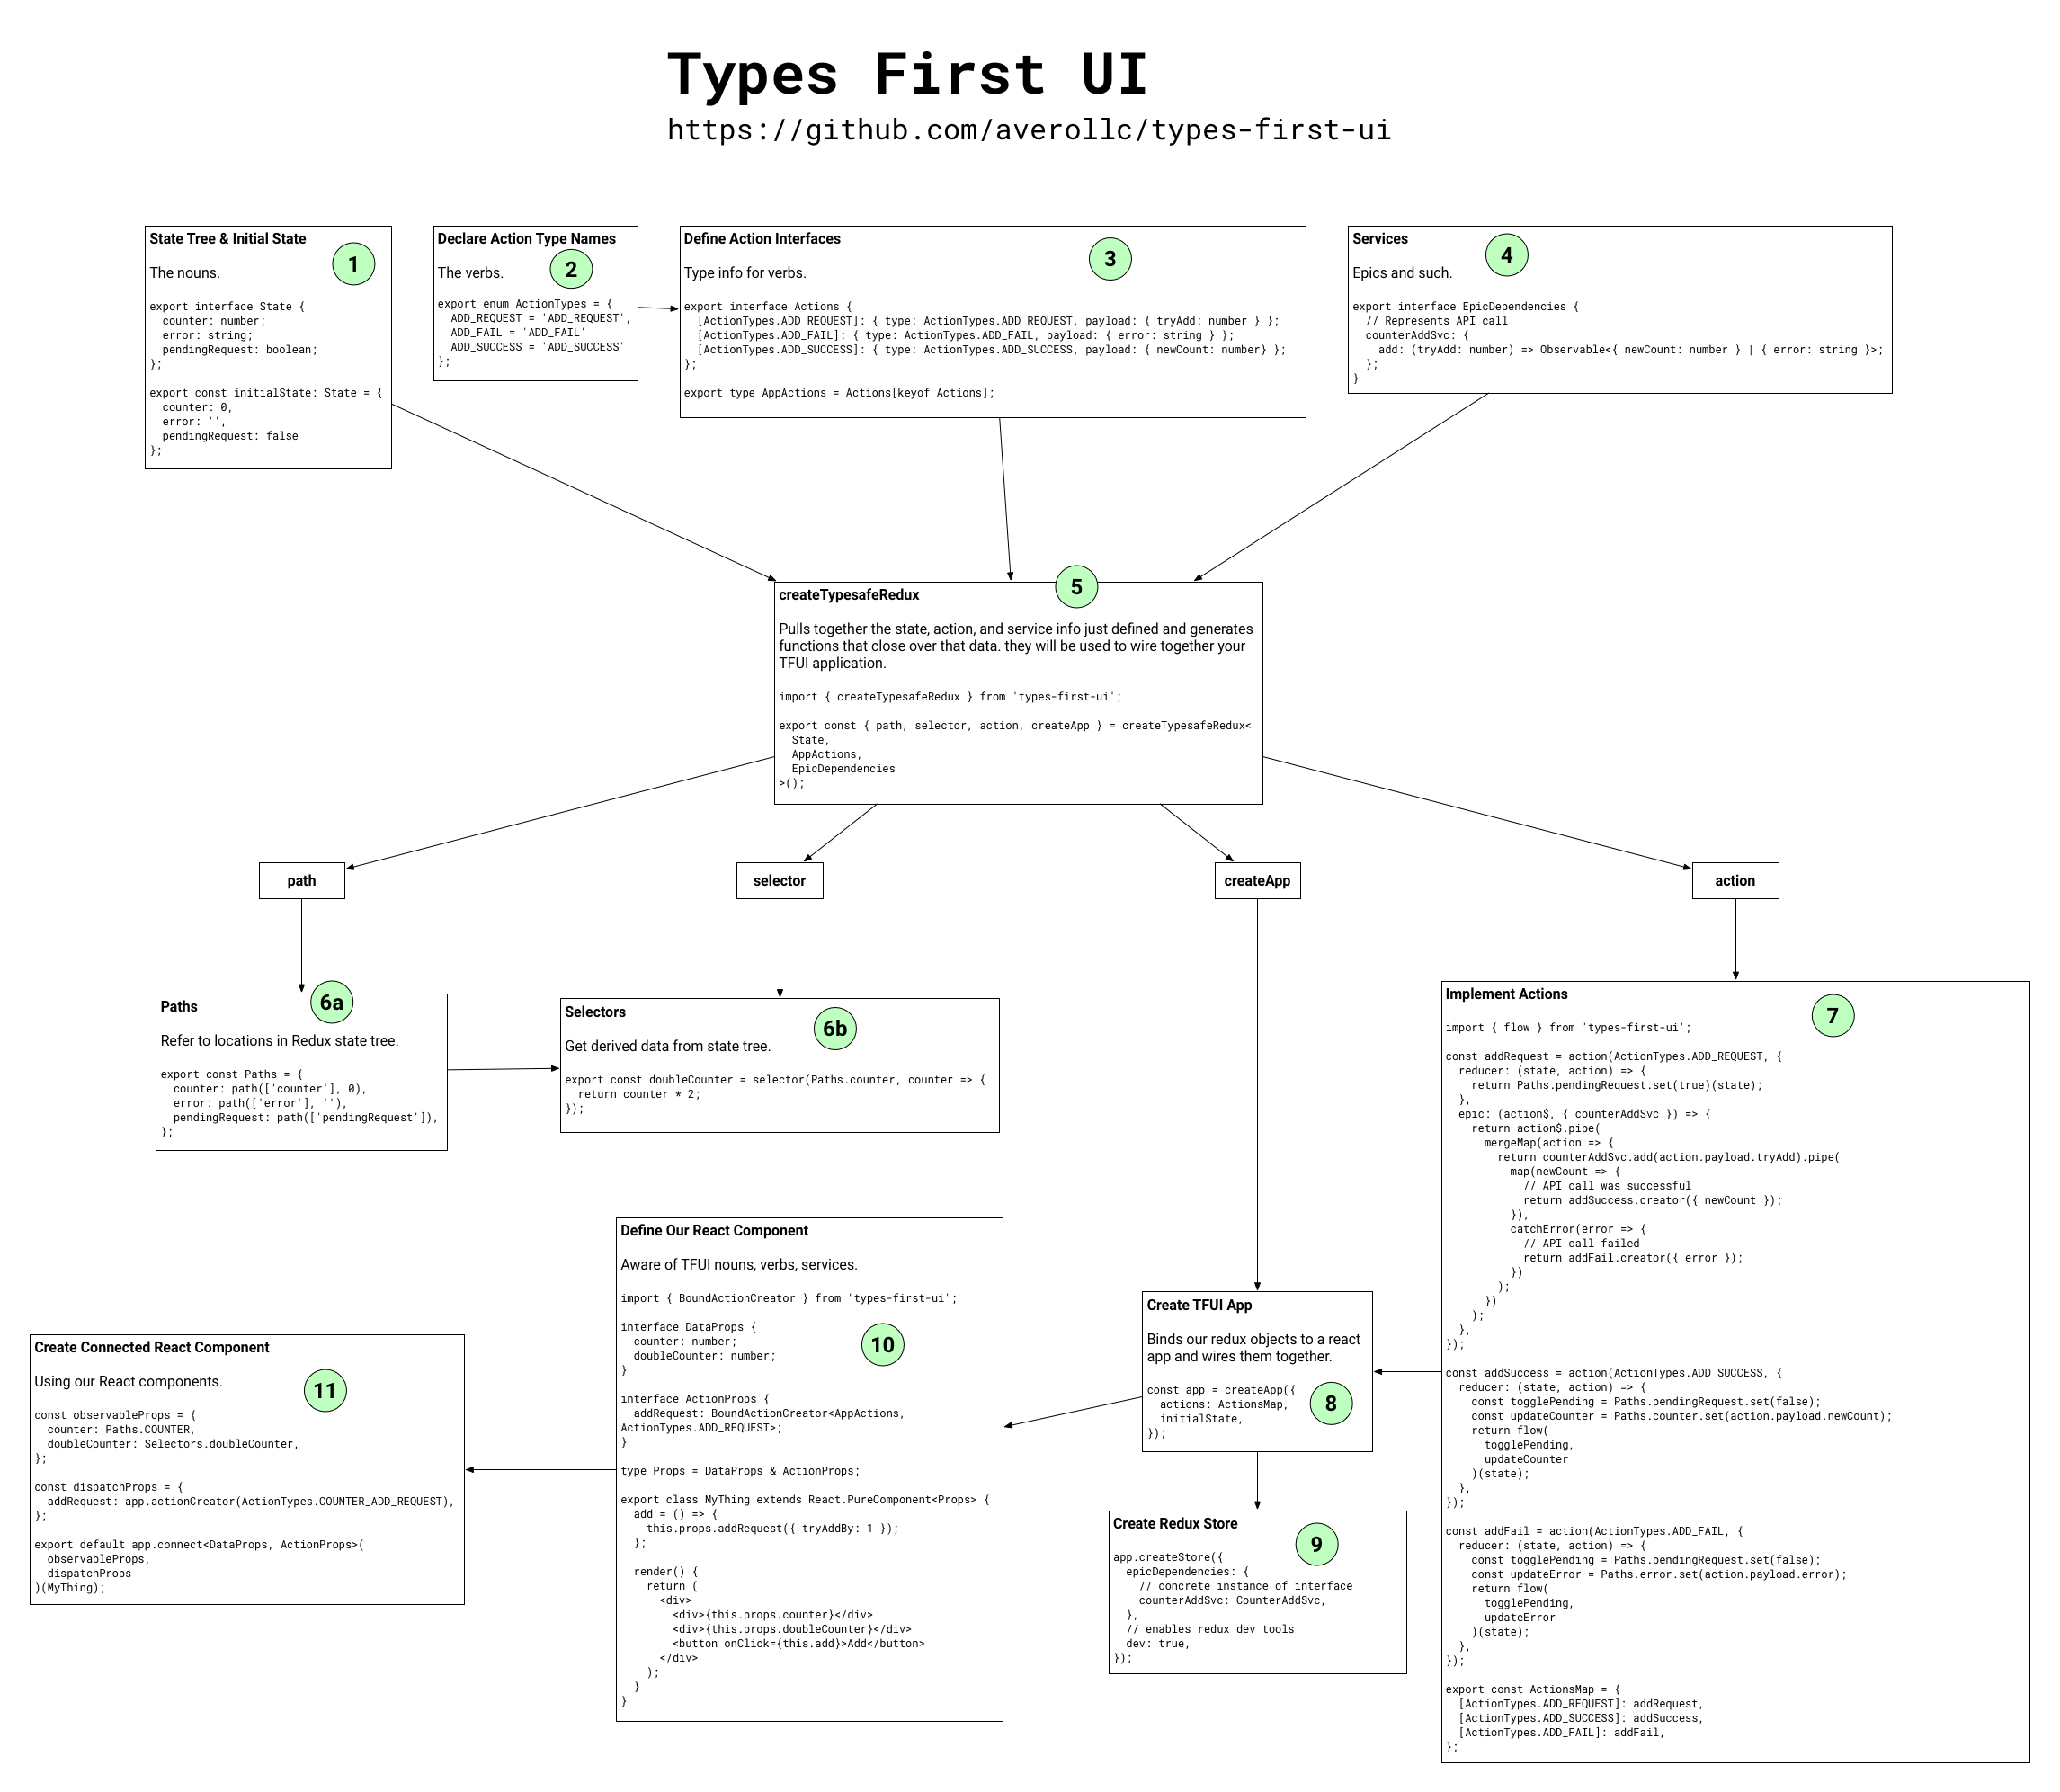 Types First UI
https://github.com/averollc/types-first-ui
State Tree & Initial State
1
The nouns.
export interface State {
  counter: number;
  error: string;
  pendingRequest: boolean;
};
export const initialState: State = {
  counter: 0,
  error: '',
  pendingRequest: false
};
Declare Action Type Names
2
The verbs.
export enum ActionTypes = {
  ADD_REQUEST = 'ADD_REQUEST',
  ADD_FAIL = 'ADD_FAIL'
  ADD_SUCCESS = 'ADD_SUCCESS'
};
Define Action Interfaces
3
Type info for verbs.
export interface Actions {
  [ActionTypes.ADD_REQUEST]: { type: ActionTypes.ADD_REQUEST, payload: { tryAdd: number } };
  [ActionTypes.ADD_FAIL]: { type: ActionTypes.ADD_FAIL, payload: { error: string } };
  [ActionTypes.ADD_SUCCESS]: { type: ActionTypes.ADD_SUCCESS, payload: { newCount: number} };
};
export type AppActions = Actions[keyof Actions];
Services
4
Epics and such.
export interface EpicDependencies {
  // Represents API call
  counterAddSvc: {
    add: (tryAdd: number) => Observable<{ newCount: number } | { error: string }>;
  };
}
5
createTypesafeRedux
Pulls together the state, action, and service info just defined and generates
functions that close over that data. they will be used to wire together your
TFUI application.
import { createTypesafeRedux } from 'types-first-ui';
export const { path, selector, action, createApp } = createTypesafeRedux<
  State,
  AppActions,
  EpicDependencies
>();
path
selector
createApp
action
6a
Paths
Refer to locations in Redux state tree.
export const Paths = {
  counter: path(['counter'], 0),
  error: path(['error'], ''),
  pendingRequest: path(['pendingRequest']),
};
Selectors
6b
Get derived data from state tree.
export const doubleCounter = selector(Paths.counter, counter => {
  return counter * 2;
});
Implement Actions
7
import { flow } from 'types-first-ui';
const addRequest = action(ActionTypes.ADD_REQUEST, {
  reducer: (state, action) => {
    return Paths.pendingRequest.set(true)(state);
  },
  epic: (action$, { counterAddSvc }) => {
    return action$.pipe(
      mergeMap(action => {
        return counterAddSvc.add(action.payload.tryAdd).pipe(
          map(newCount => {
            // API call was successful
            return addSuccess.creator({ newCount });
          }),
          catchError(error => {
            // API call failed
            return addFail.creator({ error });
          })
        );
      })
    );
  },
});
const addSuccess = action(ActionTypes.ADD_SUCCESS, {
  reducer: (state, action) => {
    const togglePending = Paths.pendingRequest.set(false);
    const updateCounter = Paths.counter.set(action.payload.newCount);
    return flow(
      togglePending,
      updateCounter
    )(state);
  },
});
const addFail = action(ActionTypes.ADD_FAIL, {
  reducer: (state, action) => {
    const togglePending = Paths.pendingRequest.set(false);
    const updateError = Paths.error.set(action.payload.error);
    return flow(
      togglePending,
      updateError
    )(state);
  },
});
export const ActionsMap = {
  [ActionTypes.ADD_REQUEST]: addRequest,
  [ActionTypes.ADD_SUCCESS]: addSuccess,
  [ActionTypes.ADD_FAIL]: addFail,
};
Create TFUI App
Binds our redux objects to a react
app and wires them together.
8
const app = createApp({
  actions: ActionsMap,
  initialState,
});
Create Redux Store
9
app.createStore({
  epicDependencies: {
    // concrete instance of interface
    counterAddSvc: CounterAddSvc,
  },
  // enables redux dev tools
  dev: true,
});
Define Our React Component
Aware of TFUI nouns, verbs, services.
import { BoundActionCreator } from 'types-first-ui';
10
interface DataProps {
  counter: number;
  doubleCounter: number;
}
interface ActionProps {
  addRequest: BoundActionCreator<AppActions,
ActionTypes.ADD_REQUEST>;
}
type Props = DataProps & ActionProps;
export class MyThing extends React.PureComponent<Props> {
  add = () => {
    this.props.addRequest({ tryAddBy: 1 });
  };
  render() {
    return (
      <div>
        <div>{this.props.counter}</div>
        <div>{this.props.doubleCounter}</div>
        <button onClick={this.add}>Add</button>
      </div>
    );
  }
}
Create Connected React Component
11
Using our React components.
const observableProps = {
  counter: Paths.COUNTER,
  doubleCounter: Selectors.doubleCounter,
};
const dispatchProps = {
  addRequest: app.actionCreator(ActionTypes.COUNTER_ADD_REQUEST),
};
export default app.connect<DataProps, ActionProps>(
  observableProps,
  dispatchProps
)(MyThing);